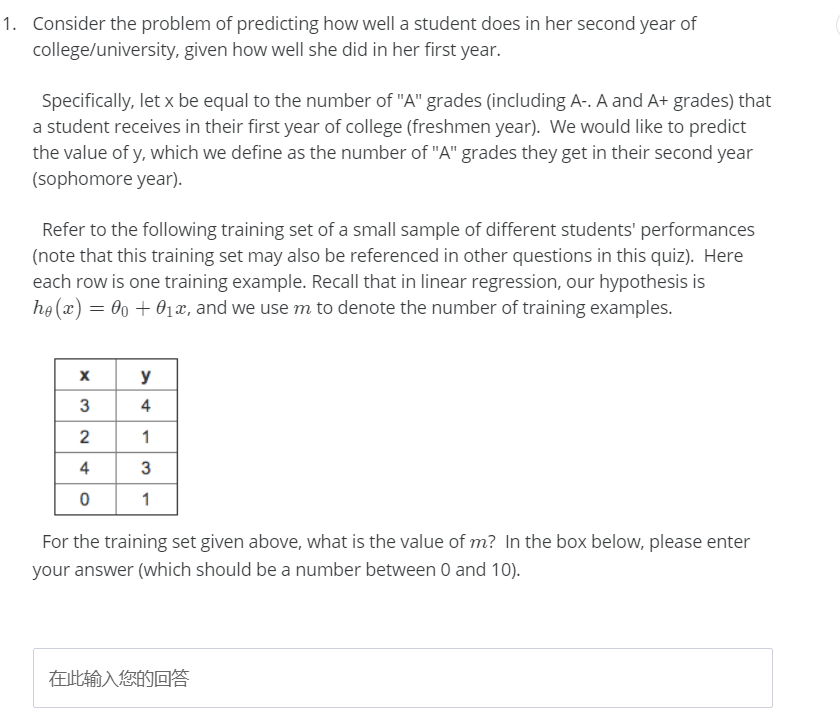 1. Consider the problem of predicting how well a student does in her second year of
college/university, given how well she did in her first year.
Specifically, let x be equal to the number of "A" grades (including A-. A and A+ grades) that
a student receives in their first year of college (freshmen year). We would like to predict
the value of y, which we define as the number of "A" grades they get in their second year
(sophomore year).
Refer to the following training set of a small sample of different students' performances
(note that this training set may also be referenced in other questions in this quiz). Here
each row is one training example. Recall that in linear regression, our hypothesis is
hθ(x) = θ0 + θ1x, and we use m to denote the number of training examples.
x y
3 4
2 1
4 3
0 1
For the training set given above, what is the value of m? In the box below, please enter
your answer (which should be a number between 0 and 10).
在此输入您的回答